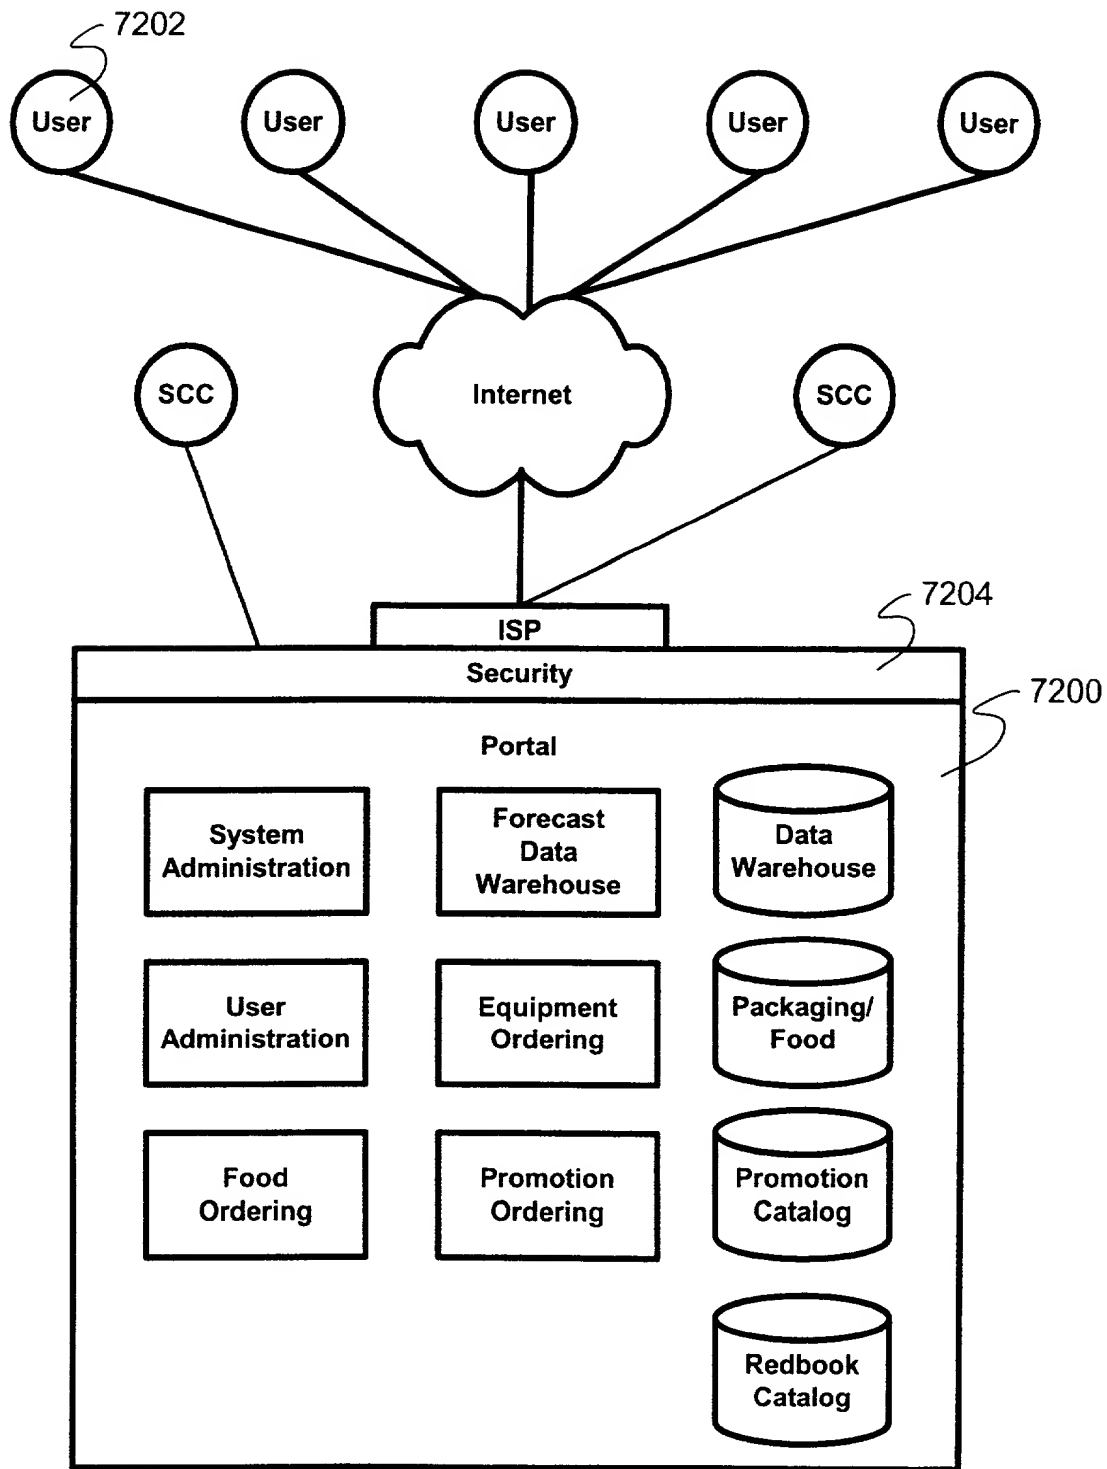 7202
User
User
User
User
User
SCC
Internet
SCC
7204
ISP
Security
7200
Portal
System
Administration
Forecast
Data
Warehouse
Data
Warehouse
User
Administration
Equipment
Ordering
Packaging/
Food
Food
Ordering
Promotion
Ordering
Promotion
Catalog
Redbook
Catalog